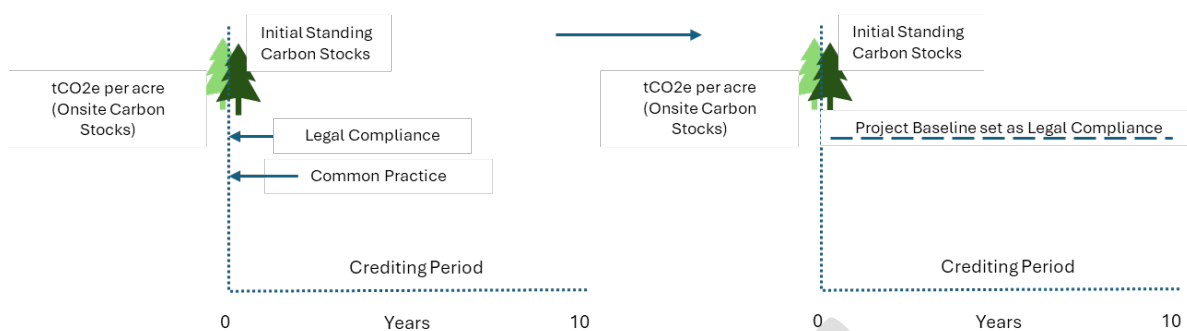 Initial Standing
Carbon Stocks
tCO2e per acre
(Onsite Carbon
Stocks)
Legal Compliance
Common Practice
Crediting Period
0
Years
10
Initial Standing
Carbon Stocks
tCO2e per acre
(Onsite Carbon
Stocks)
Project Baseline set as Legal Compliance
Crediting Period
0
Years
10